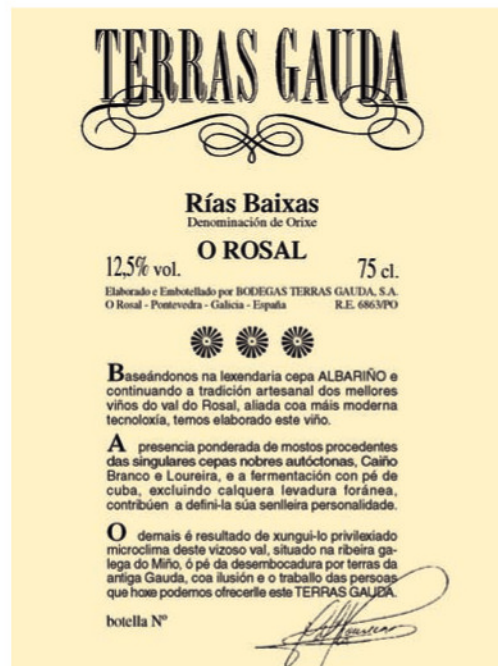 TERRAS GAUDA
Rías Baixas
Denominación de Orixe
O ROSAL
12,5% vol. 75 cl.
Elaborado e Embotellado por BODEGAS TERRAS GAUDA, S.A.
O Rosal - Pontevedra - Galicia - España R.E. 6863/PO
Baseándonos na lexendaria cepa ALBARIÑO e
continuando a tradición artesanal dos mellores
viños do val do Rosal, aliada coa máis moderna
tecnoloxía, temos elaborado este viño.
A presencia ponderada de mostos procedentes
das singulares cepas nobres autóctonas, Caiño
Branco e Loureira, e a fermentación con pé de
cuba, excluindo calquera levadura foránea,
contribúen a defini-la súa senlleira personalidade.
O demais é resultado de xungui-lo privilexiado
microclima deste vizoso val, situado na ribeira ga-
lega do Miño, ó pé da desembocadura por terras da
antiga Gauda, coa ilusión e o traballo das persoas
que hoxe podemos ofrecerlle este TERRAS GAUDA.
botella Nº